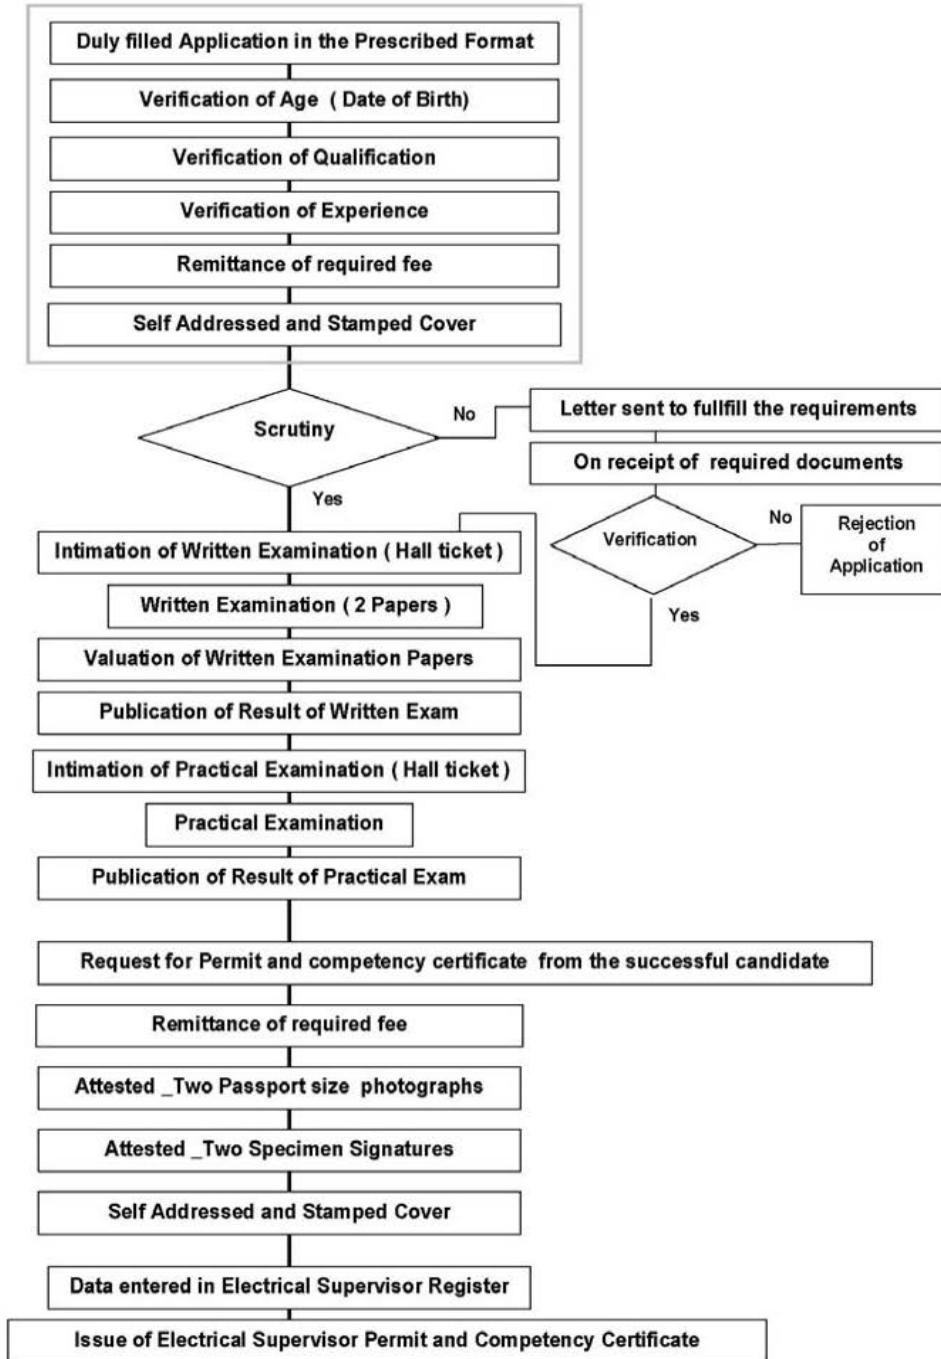 Duly filled Application in the Prescribed Format
Verification of Age ( Date of Birth)
Verification of Qualification
Verification of Experience
Remittance of required fee
Self Addressed and Stamped Cover
Scrutiny
No
Letter sent to fullfill the requirements
On receipt of required documents
Verification
No
Rejection
of
Application
Yes
Yes
Intimation of Written Examination ( Hall ticket )
Written Examination ( 2 Papers )
Valuation of Written Examination Papers
Publication of Result of Written Exam
Intimation of Practical Examination ( Hall ticket )
Practical Examination
Publication of Result of Practical Exam
Request for Permit and competency certificate from the successful candidate
Remittance of required fee
Attested _Two Passport size photographs
Attested _Two Specimen Signatures
Self Addressed and Stamped Cover
Data entered in Electrical Supervisor Register
Issue of Electrical Supervisor Permit and Competency Certificate